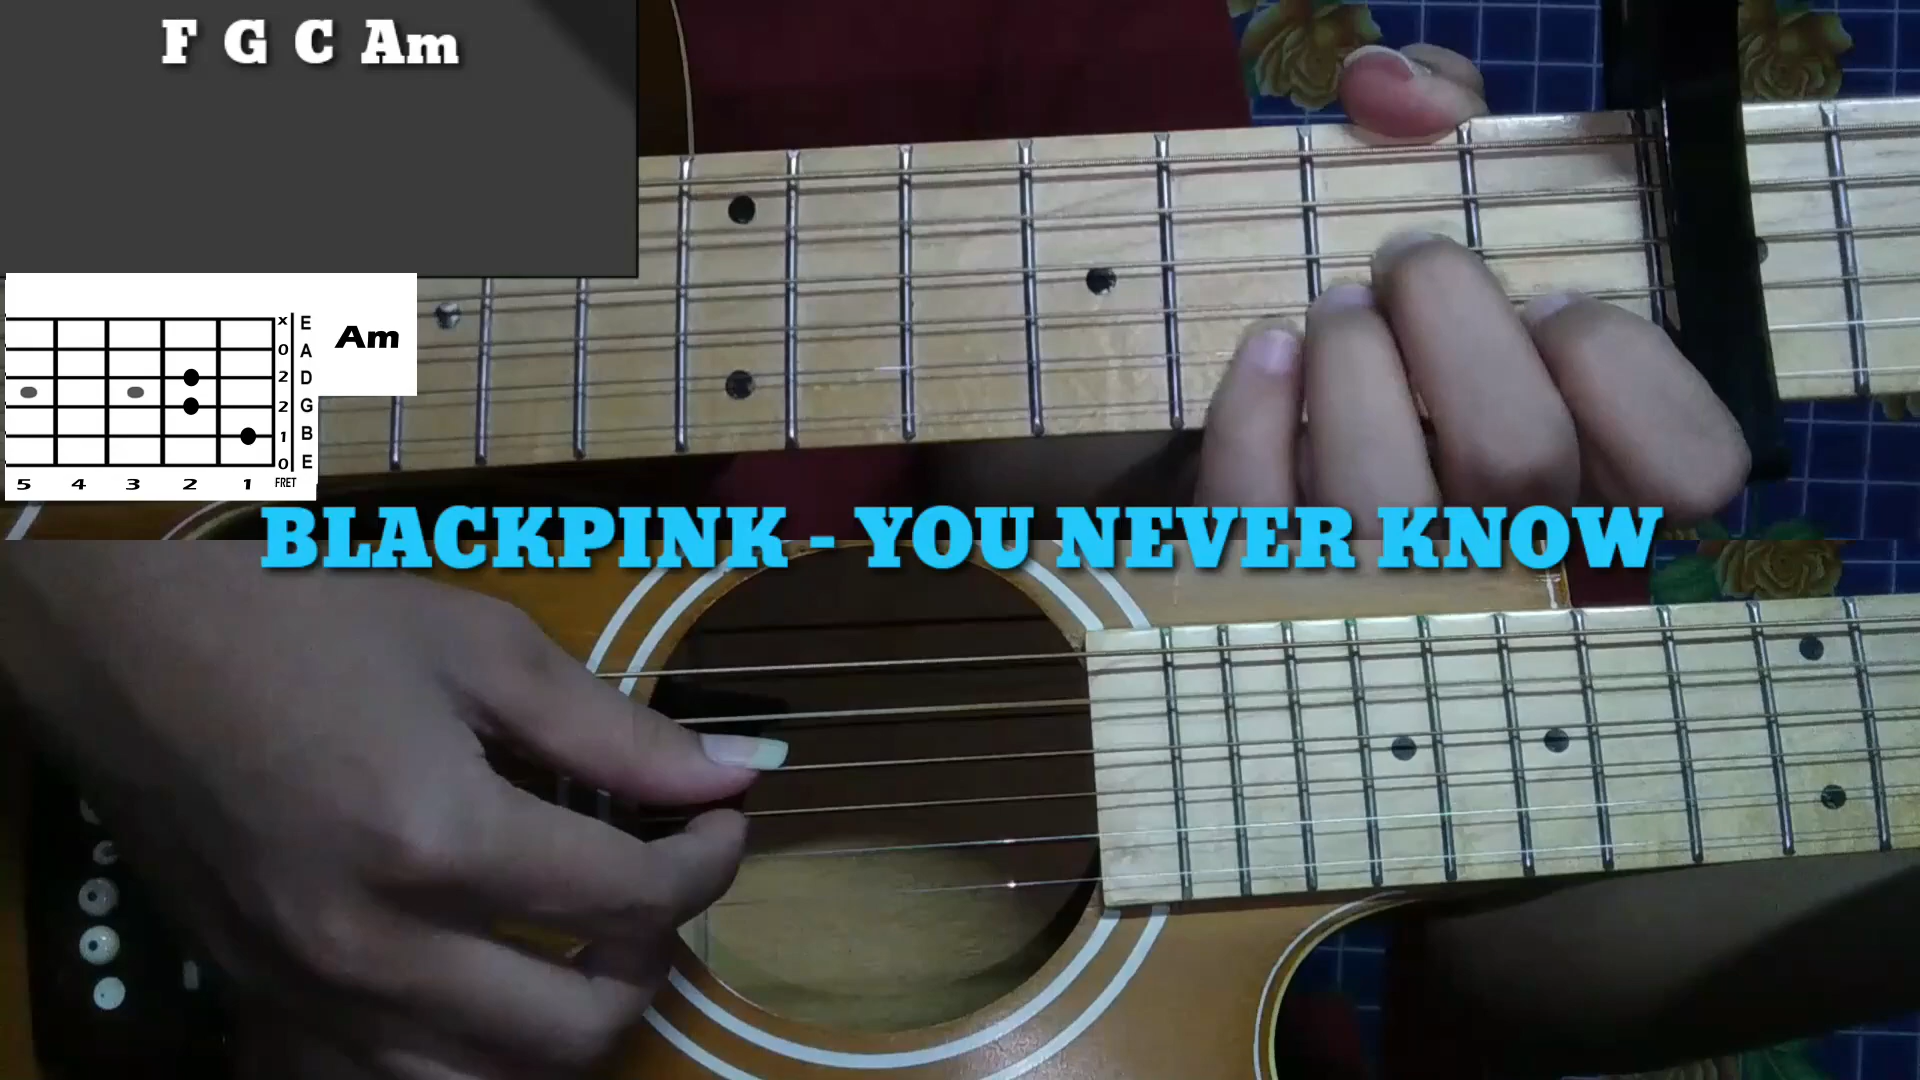 F G C Am
Am
x E
0 A
2 D
2 G
1 B
0 E
5 4 3 2 1 FRET
BLACKPINK - YOU NEVER KNOW